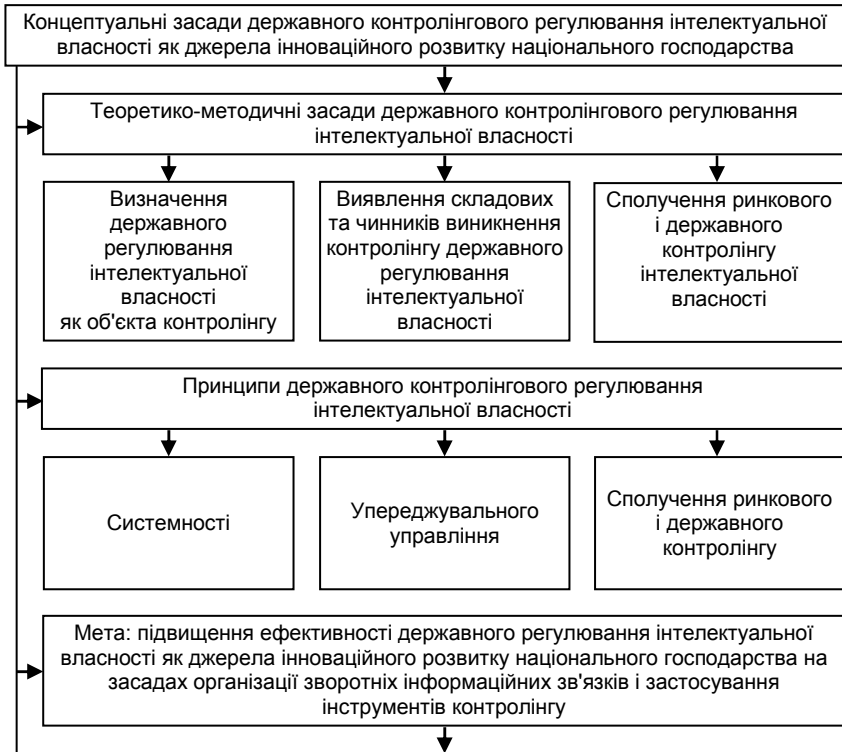 Концептуальні засади державного контролінгового регулювання інтелектуальної
власності як джерела інноваційного розвитку національного господарства
Теоретико-методичні засади державного контролінгового регулювання
інтелектуальної власності
Визначення
державного
регулювання
інтелектуальної
власності
як об'єкта контролінгу
Виявлення складових
та чинників виникнення
контролінгу державного
регулювання
інтелектуальної
власності
Сполучення ринкового
і державного
контролінгу
інтелектуальної
власності
Принципи державного контролінгового регулювання
інтелектуальної власності
Системності
Упереджувального
управління
Сполучення ринкового
і державного
контролінгу
Мета: підвищення ефективності державного регулювання інтелектуальної
власності як джерела інноваційного розвитку національного господарства на
засадах організації зворотніх інформаційних зв'язків і застосування
інструментів контролінгу